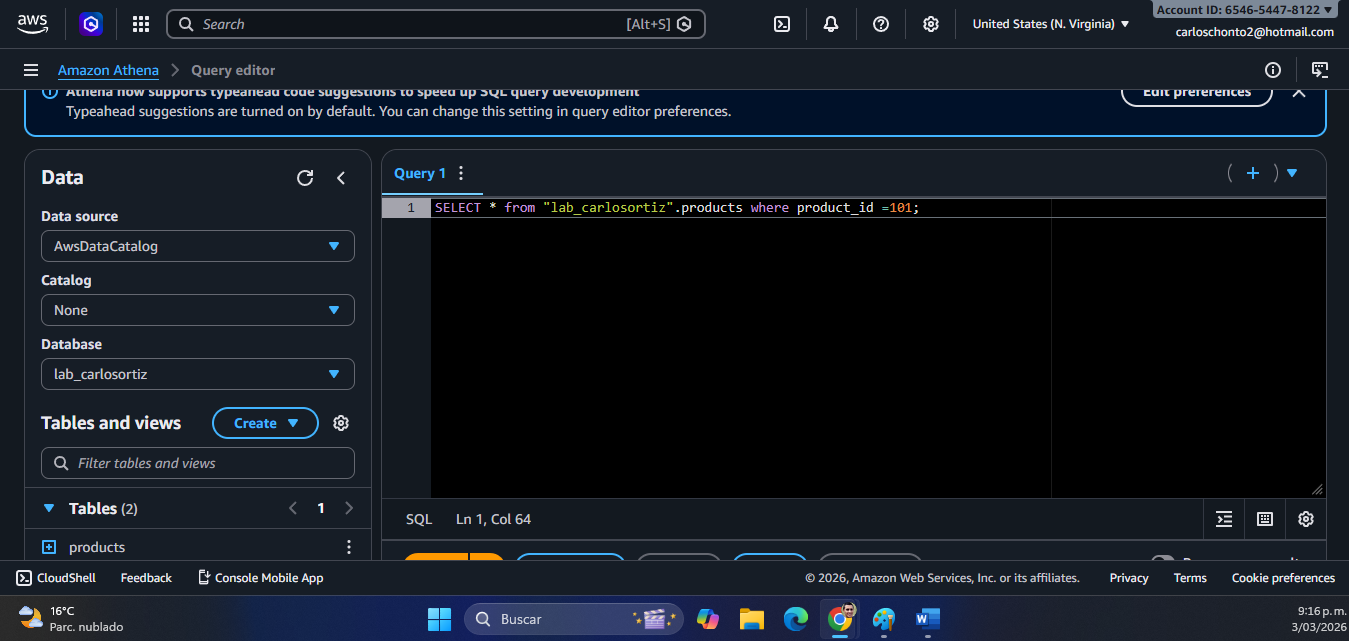 aws
Search
[Alt+S]
United States (N. Virginia)
Account ID: 6546-5447-8122
carloschonto2@hotmail.com
Amazon Athena
Query editor
Athena now supports typeahead code suggestions to speed up SQL query development
Typeahead suggestions are turned on by default. You can change this setting in query editor preferences.
Edit preferences
Data
Data source
AwsDataCatalog
Catalog
None
Database
lab_carlosortiz
Tables and views
Create
Filter tables and views
Tables (2)
1
products
Query 1
1
SELECT * from "lab_carlosortiz".products where product_id =101;
SQL
Ln 1, Col 64
CloudShell
Feedback
Console Mobile App
© 2026, Amazon Web Services, Inc. or its affiliates.
Privacy
Terms
Cookie preferences
16°C
Parc. nublado
Buscar
W
9:16 p. m.
3/03/2026